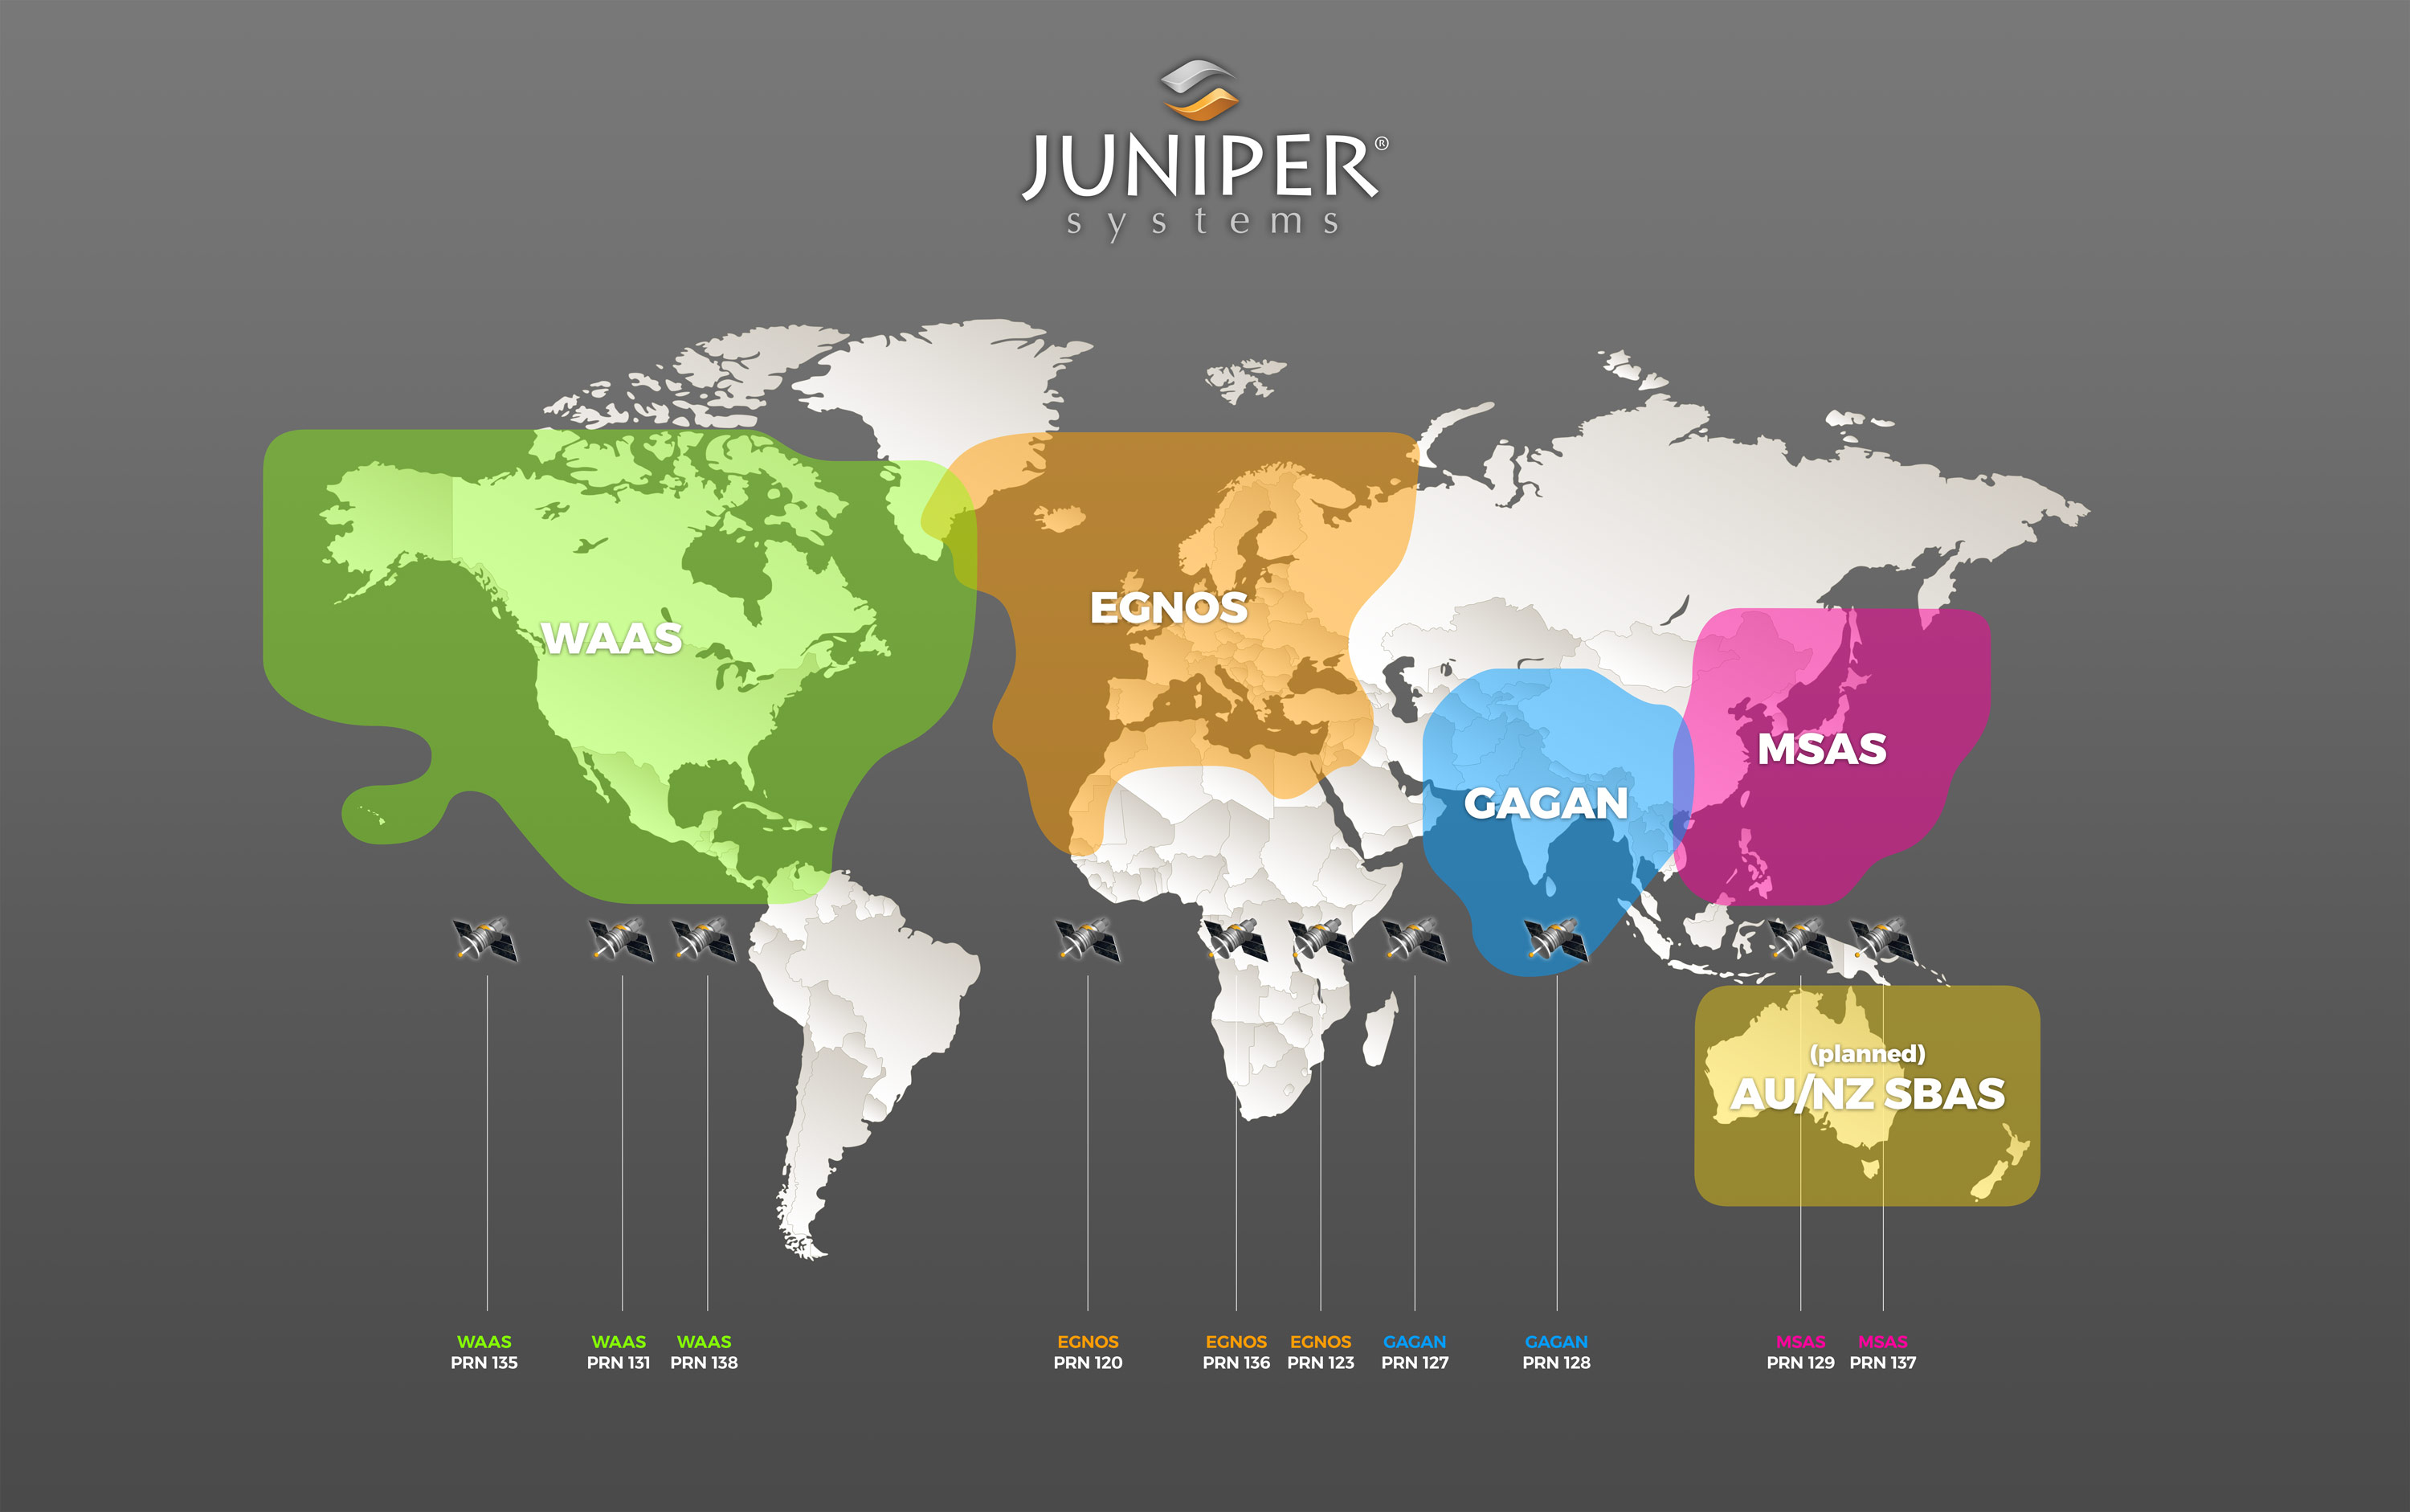 JUNIPER®
systems
WAAS
EGNOS
MSAS
GAGAN
(planned)
AU/NZ SBAS
WAAS
PRN 135
WAAS
PRN 131
WAAS
PRN 138
EGNOS
PRN 120
EGNOS
PRN 136
EGNOS
PRN 123
GAGAN
PRN 127
GAGAN
PRN 128
MSAS
PRN 129
MSAS
PRN 137